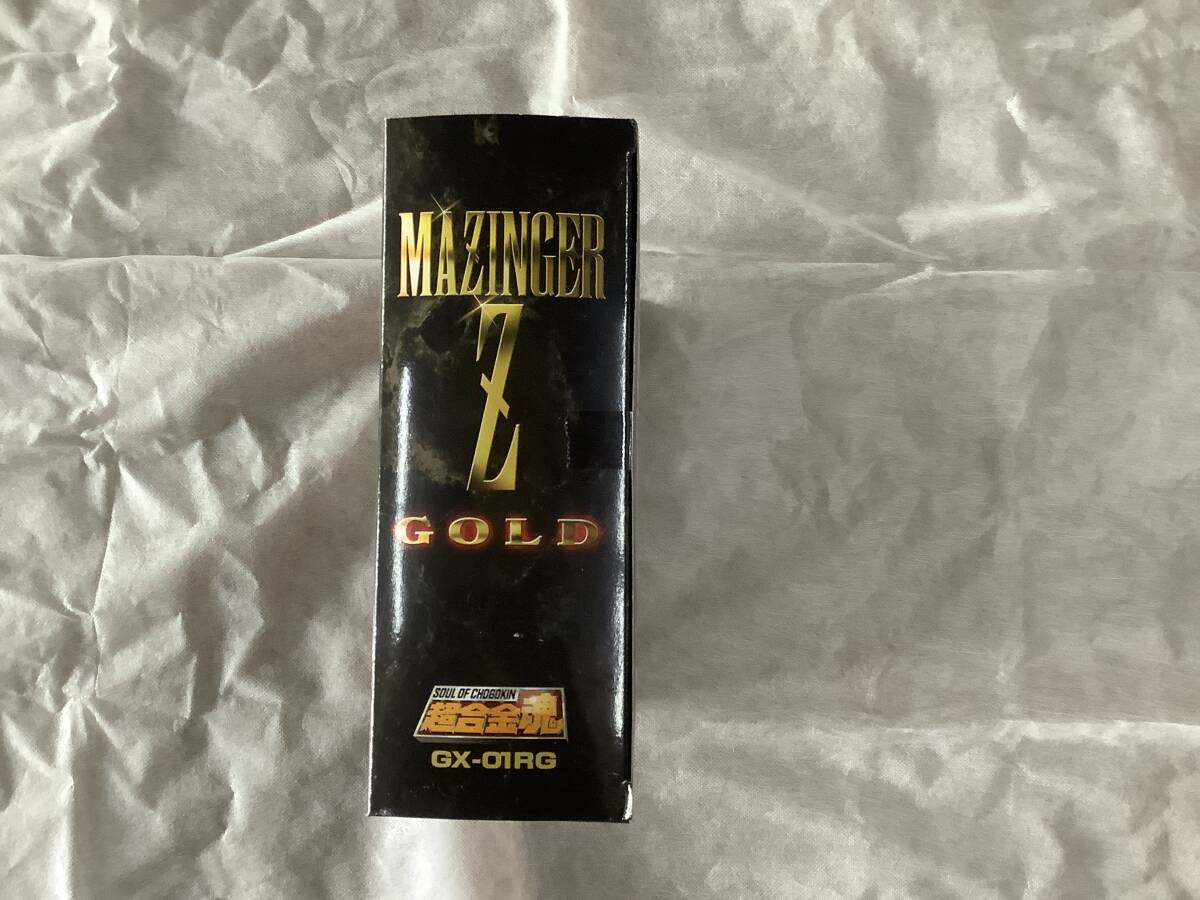 MAZINGER
Z
GOLD
SOUL OF CHOGOKIN
超合金魂
GX-01RG